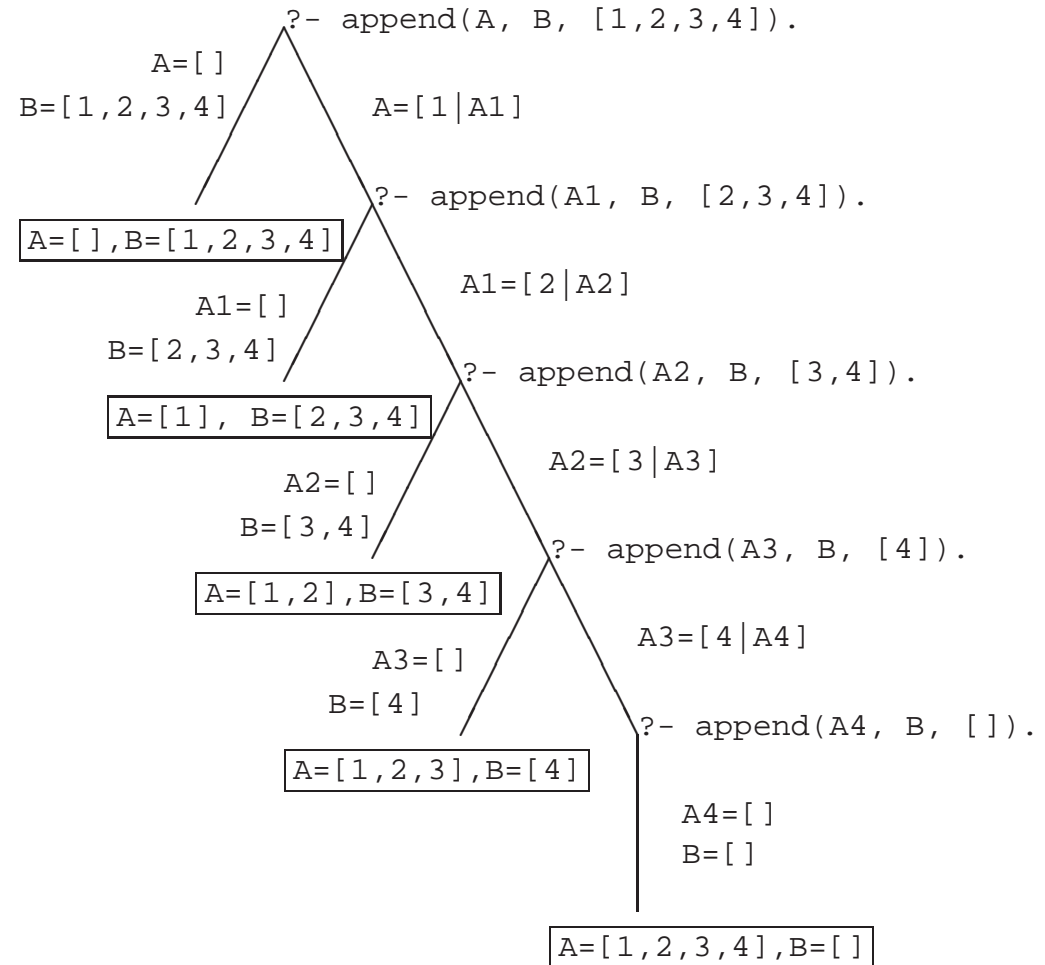 ?- append(A, B, [1,2,3,4]).
A=[]
B=[1,2,3,4]
A=[1|A1]
?- append(A1, B, [2,3,4]).
A=[],B=[1,2,3,4]
A1=[2|A2]
A1=[]
B=[2,3,4]
?- append(A2, B, [3,4]).
A=[1], B=[2,3,4]
A2=[3|A3]
A2=[]
B=[3,4]
?- append(A3, B, [4]).
A=[1,2],B=[3,4]
A3=[4|A4]
A3=[]
B=[4]
?- append(A4, B, []).
A=[1,2,3],B=[4]
A4=[]
B=[]
A=[1,2,3,4],B=[]